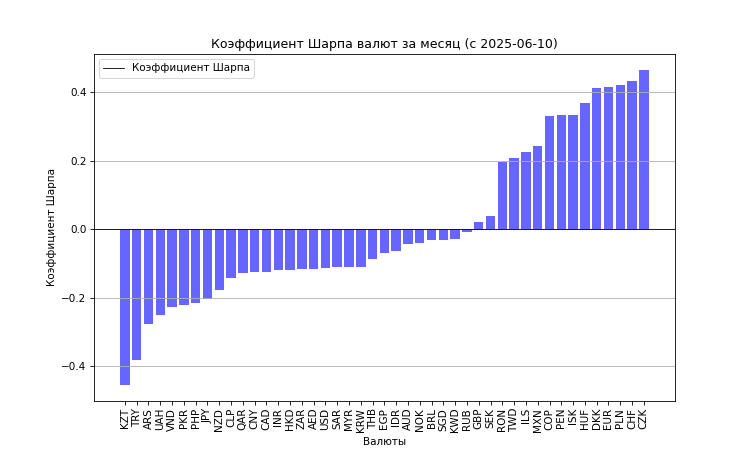 Коэффициент Шарпа валют за месяц (с 2025-06-10)
Коэффициент Шарпа
Коэффициент Шарпа
0.4
0.2
0.0
−0.2
−0.4
KZT TRY ARS UAH VND PKR PHP JPY NZD CLP QAR CNY CAD INR HKD ZAR AED USD SAR MYR KRW THB EGP IDR AUD NOK BRL SGD KWD RUB GBP SEK RON TWD ILS MXN COP PEN ISK HUF DKK EUR PLN CHF CZK
Валюты